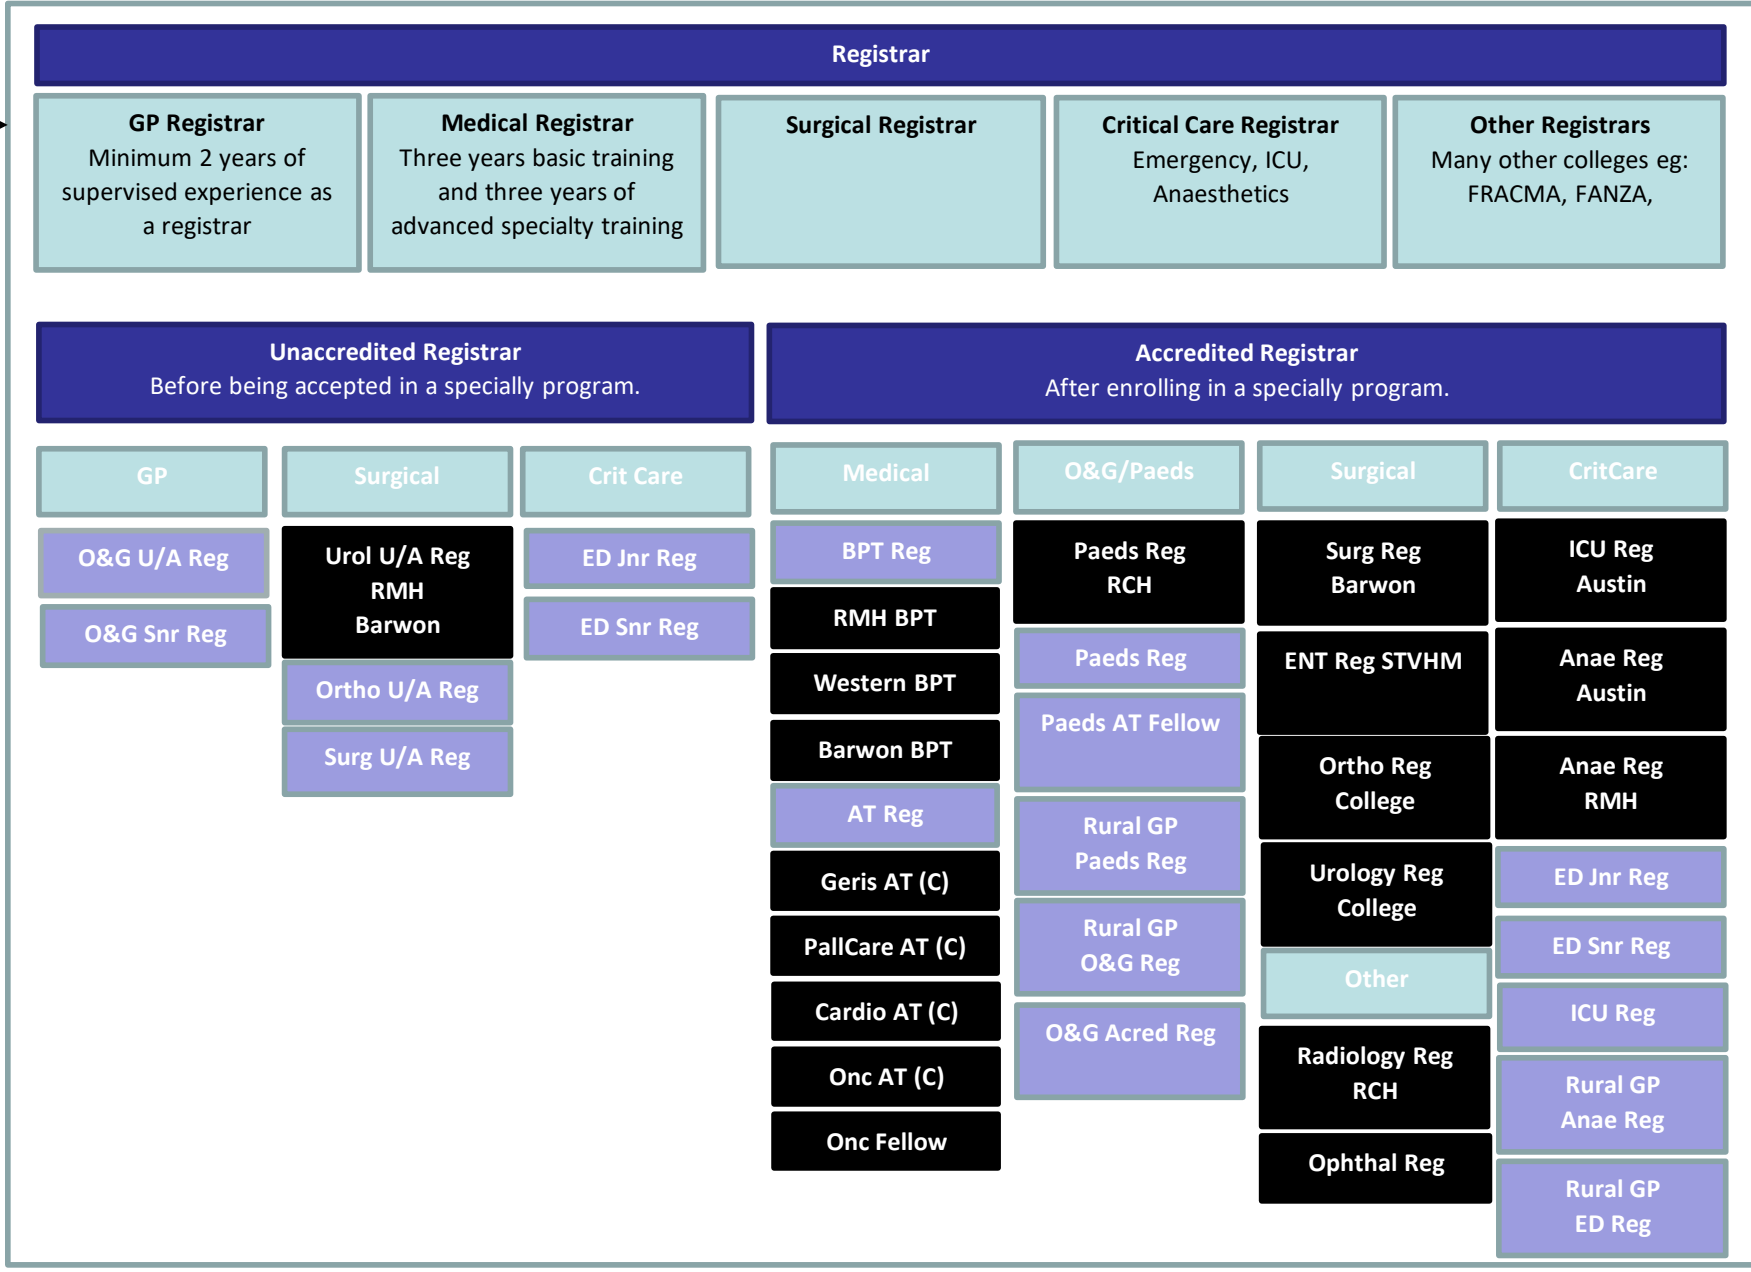 Registrar
GP Registrar
Minimum 2 years of
supervised experience as
a registrar
Medical Registrar
Three years basic training
and three years of
advanced specialty training
Surgical Registrar
Critical Care Registrar
Emergency, ICU,
Anaesthetics
Other Registrars
Many other colleges eg:
FRACMA, FANZA,
Unaccredited Registrar
Before being accepted in a specially program.
Accredited Registrar
After enrolling in a specially program.
GP
O&G U/A Reg
O&G Snr Reg
Surgical
Urol U/A Reg
RMH
Barwon
Ortho U/A Reg
Surg U/A Reg
Crit Care
ED Jnr Reg
ED Snr Reg
Medical
BPT Reg
RMH BPT
Western BPT
Barwon BPT
AT Reg
Geris AT (C)
PallCare AT (C)
Cardio AT (C)
Onc AT (C)
Onc Fellow
O&G/Paeds
Paeds Reg
RCH
Paeds Reg
Paeds AT Fellow
Rural GP
Paeds Reg
Rural GP
O&G Reg
O&G Acred Reg
Surgical
Surg Reg
Barwon
ENT Reg STVHM
Ortho Reg
College
Urology Reg
College
Other
Radiology Reg
RCH
Ophthal Reg
CritCare
ICU Reg
Austin
Anae Reg
Austin
Anae Reg
RMH
ED Jnr Reg
ED Snr Reg
ICU Reg
Rural GP
Anae Reg
Rural GP
ED Reg